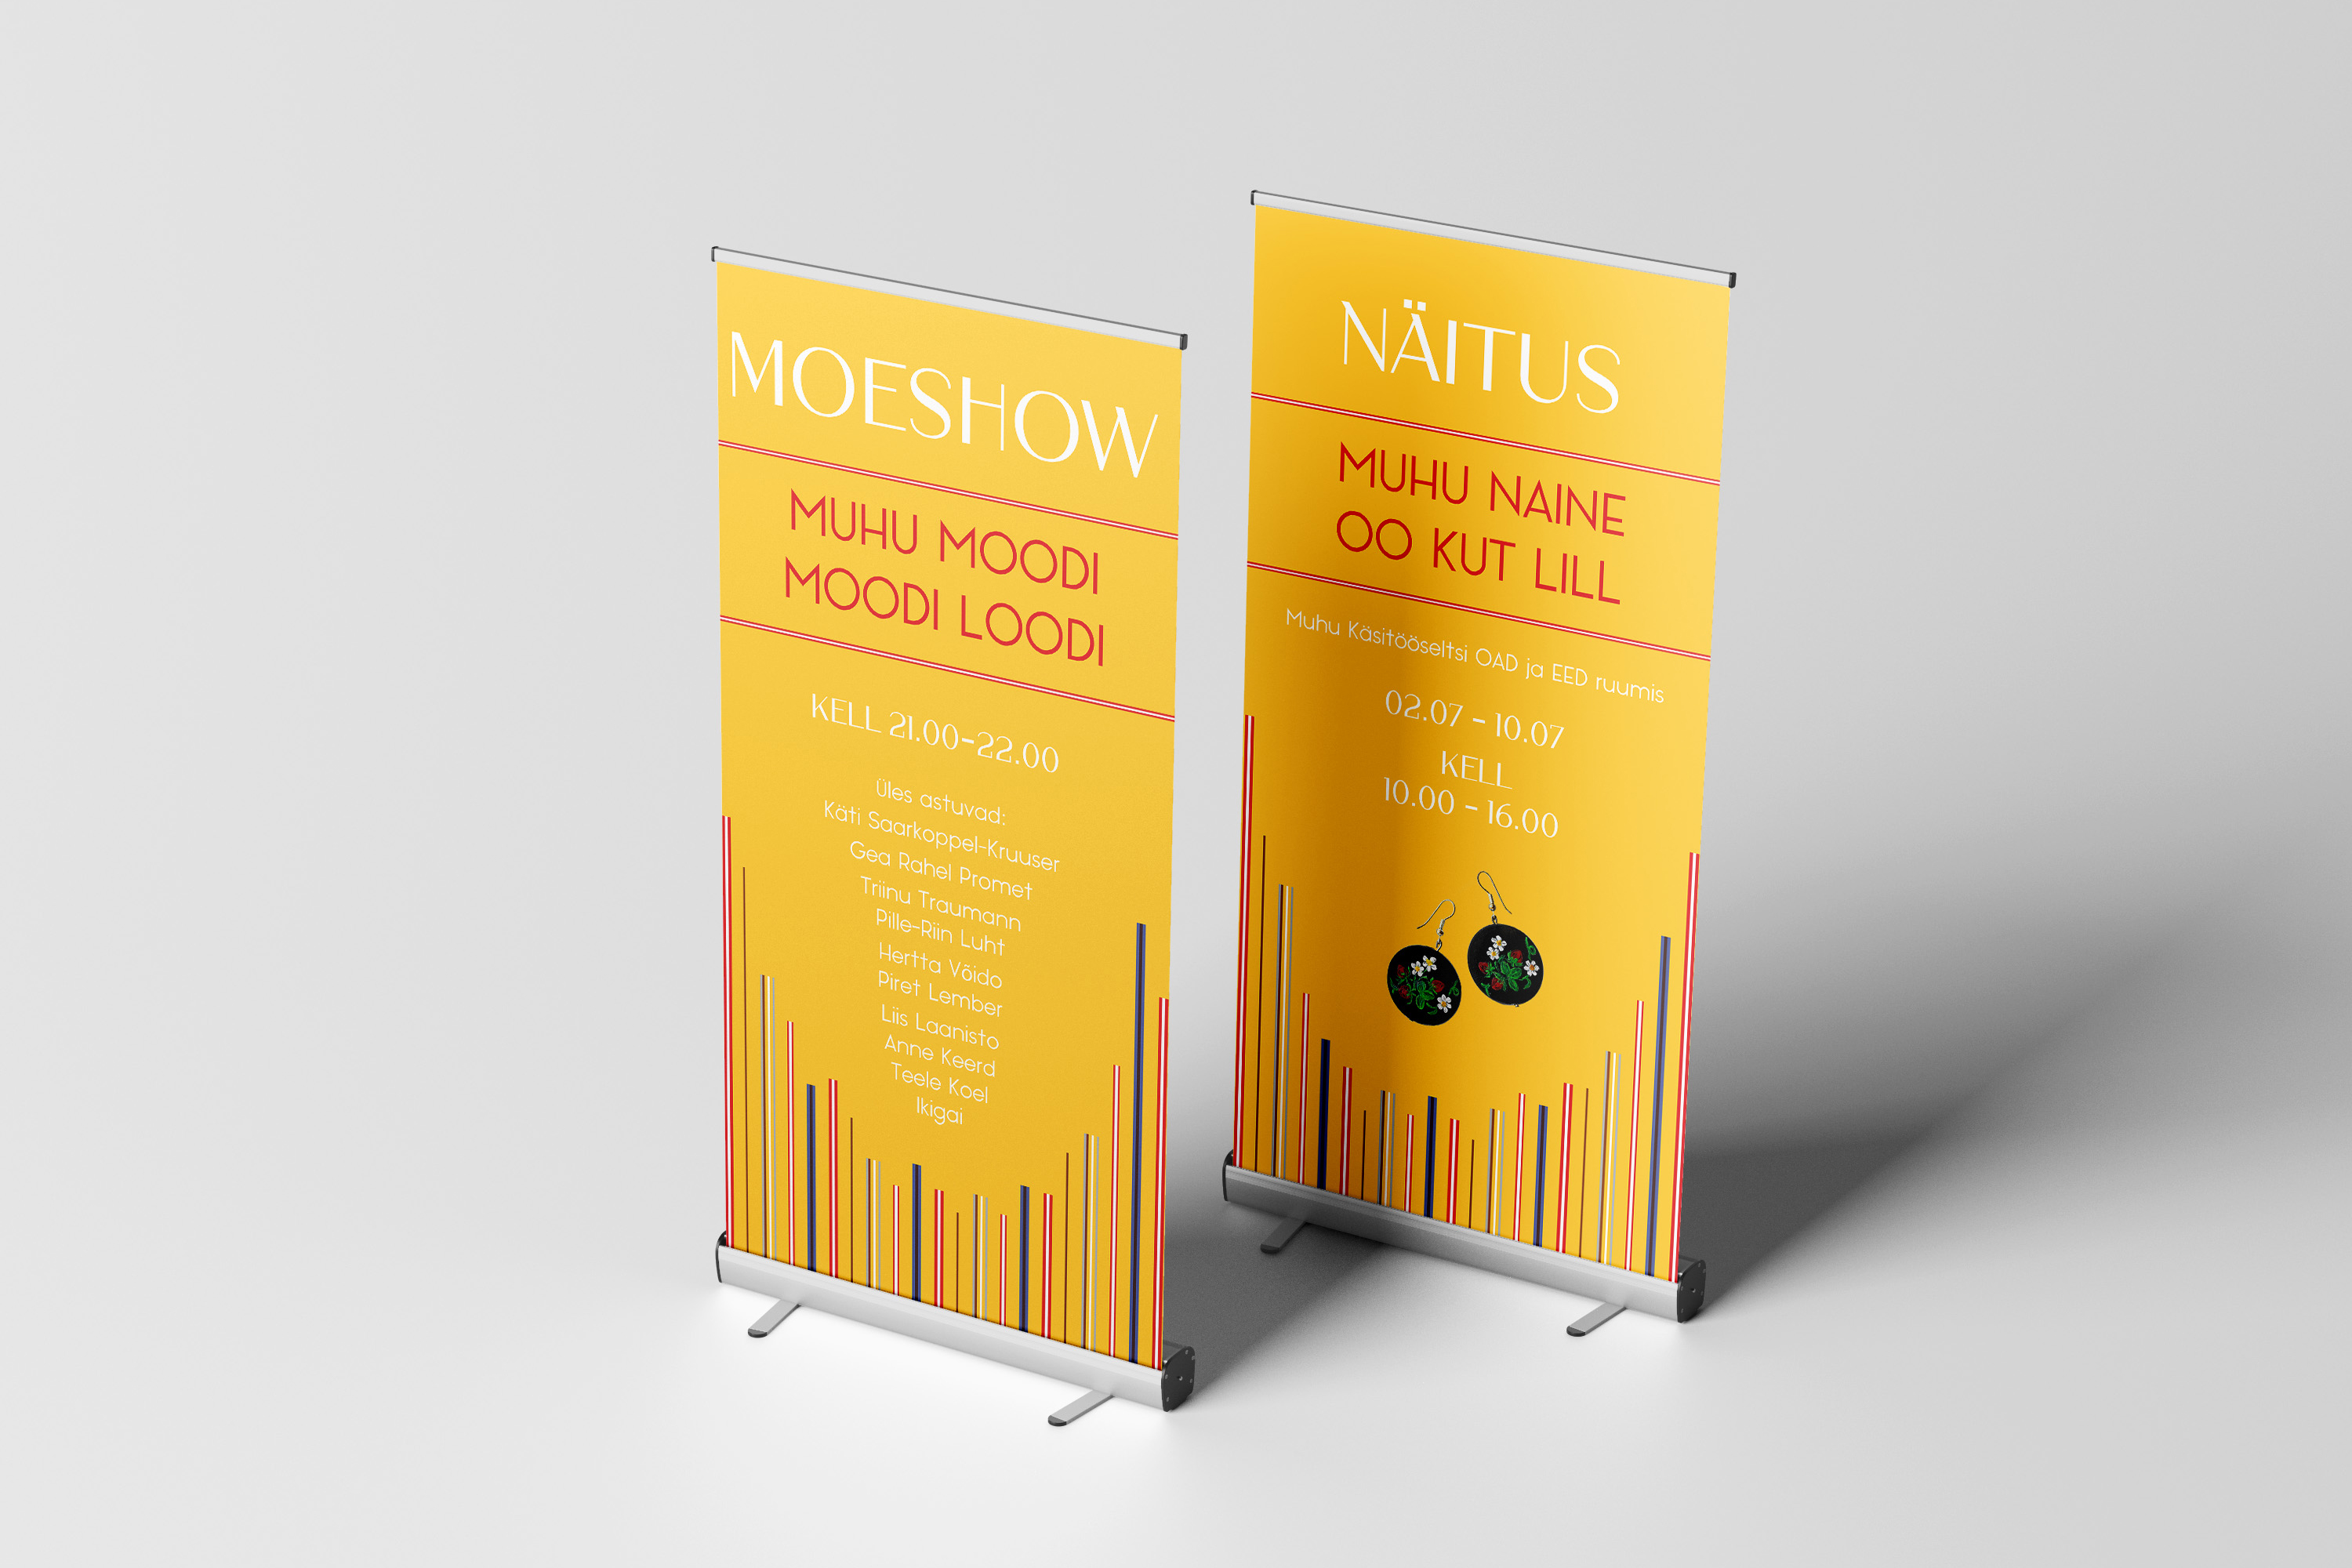 MOESHOW
MUHU MOODI
MOODI LOODI
KELL 21.00-22.00
Üles astuvad:
Käti Saarkoppel-Kruuser
Gea Rahel Promet
Triinu Traumann
Pille-Riin Luht
Hertta Võido
Piret Lember
Liis Laanisto
Anne Keerd
Teele Koel
Ikigai
NÄITUS
MUHU NAINE
OO KUT LILL
Muhu Käsitööseltsi OAD ja EED ruumis
02.07 - 10.07
KELL
10.00 - 16.00